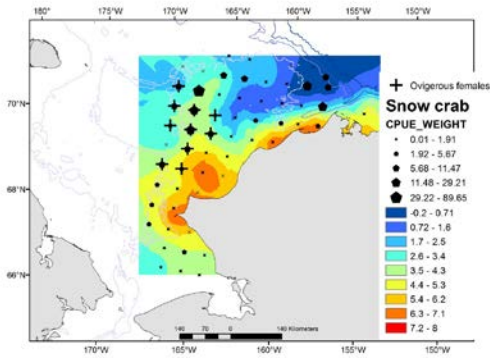 180° 170°W 165°W 160°W 155°W
70°N
68°N
66°N
Ovigerous females
Snow crab
CPUE_WEIGHT
0.01 - 1.91
1.92 - 5.67
5.68 - 11.47
11.48 - 29.21
29.22 - 89.65
-0.2 - 0.71
0.72 - 1.6
1.7 - 2.5
2.6 - 3.4
3.5 - 4.3
4.4 - 5.3
5.4 - 6.2
6.3 - 7.1
7.2 - 8
140 70 0 140 Kilometers
175°W 170°W 165°W 160°W 155°W